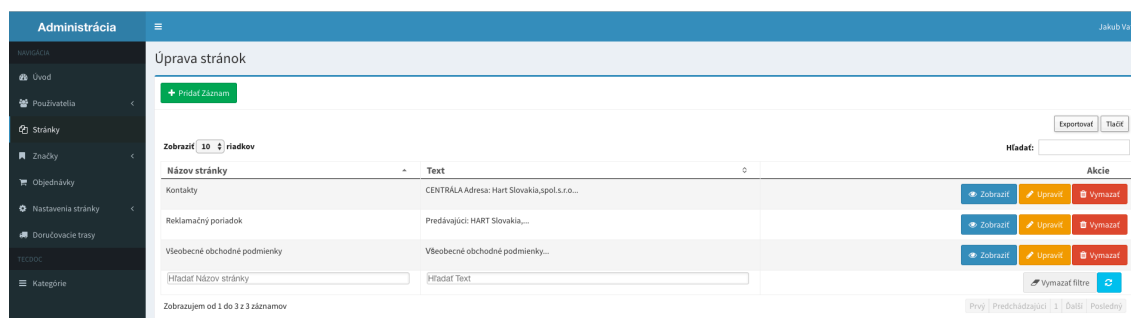 Administrácia
Jakub Va
NAVIGÁCIA
Úvod
Používatelia
Stránky
Značky
Objednávky
Nastavenia stránky
Doručovacie trasy
TECDOC
Kategórie
Úprava stránok
Pridať Záznam
Exportovať Tlačiť
Zobraziť 10 riadkov
Hľadať:
Názov stránky Text Akcie
Kontakty CENTRÁLA Adresa: Hart Slovakia,spol.s.r.o... Zobraziť Upraviť Vymazať
Reklamačný poriadok Predávajúci: HART Slovakia,... Zobraziť Upraviť Vymazať
Všeobecné obchodné podmienky Všeobecné obchodné podmienky... Zobraziť Upraviť Vymazať
Hľadať Názov stránky Hľadať Text Vymazať filtre
Zobrazujem od 1 do 3 z 3 záznamov
Prvý Predchádzajúci 1 Ďalší Posledný